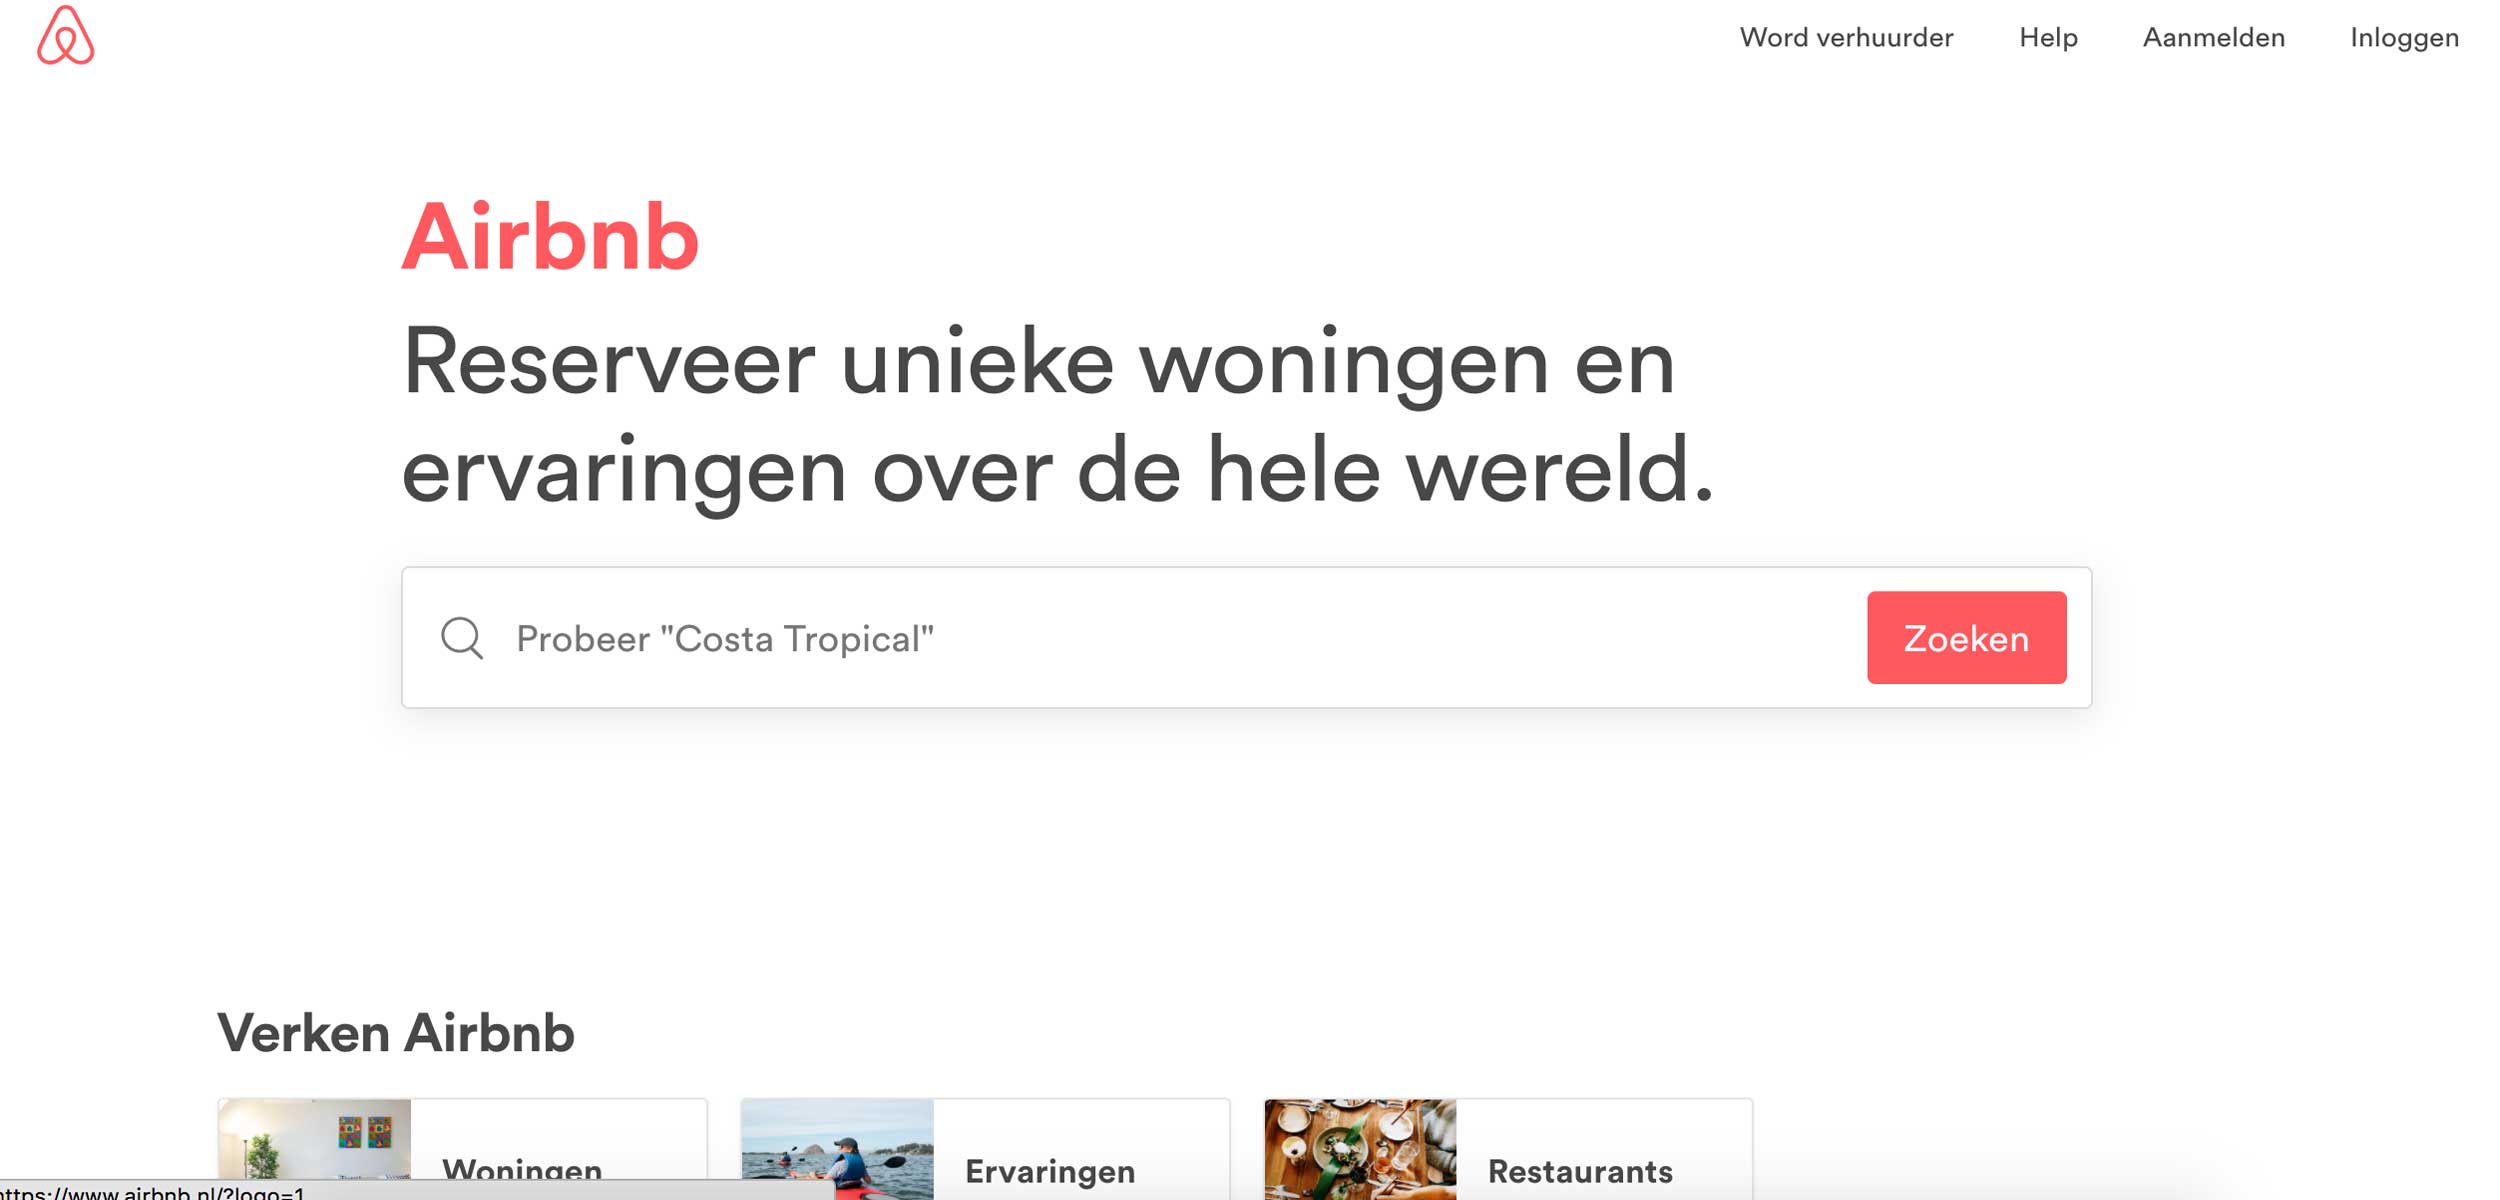 Word verhuurder
Help
Aanmelden
Inloggen
Airbnb
Reserveer unieke woningen en
ervaringen over de hele wereld.
Probeer "Costa Tropical"
Zoeken
Verken Airbnb
Woningen
Ervaringen
Restaurants
https://www.airbnb.nl/?logo=1